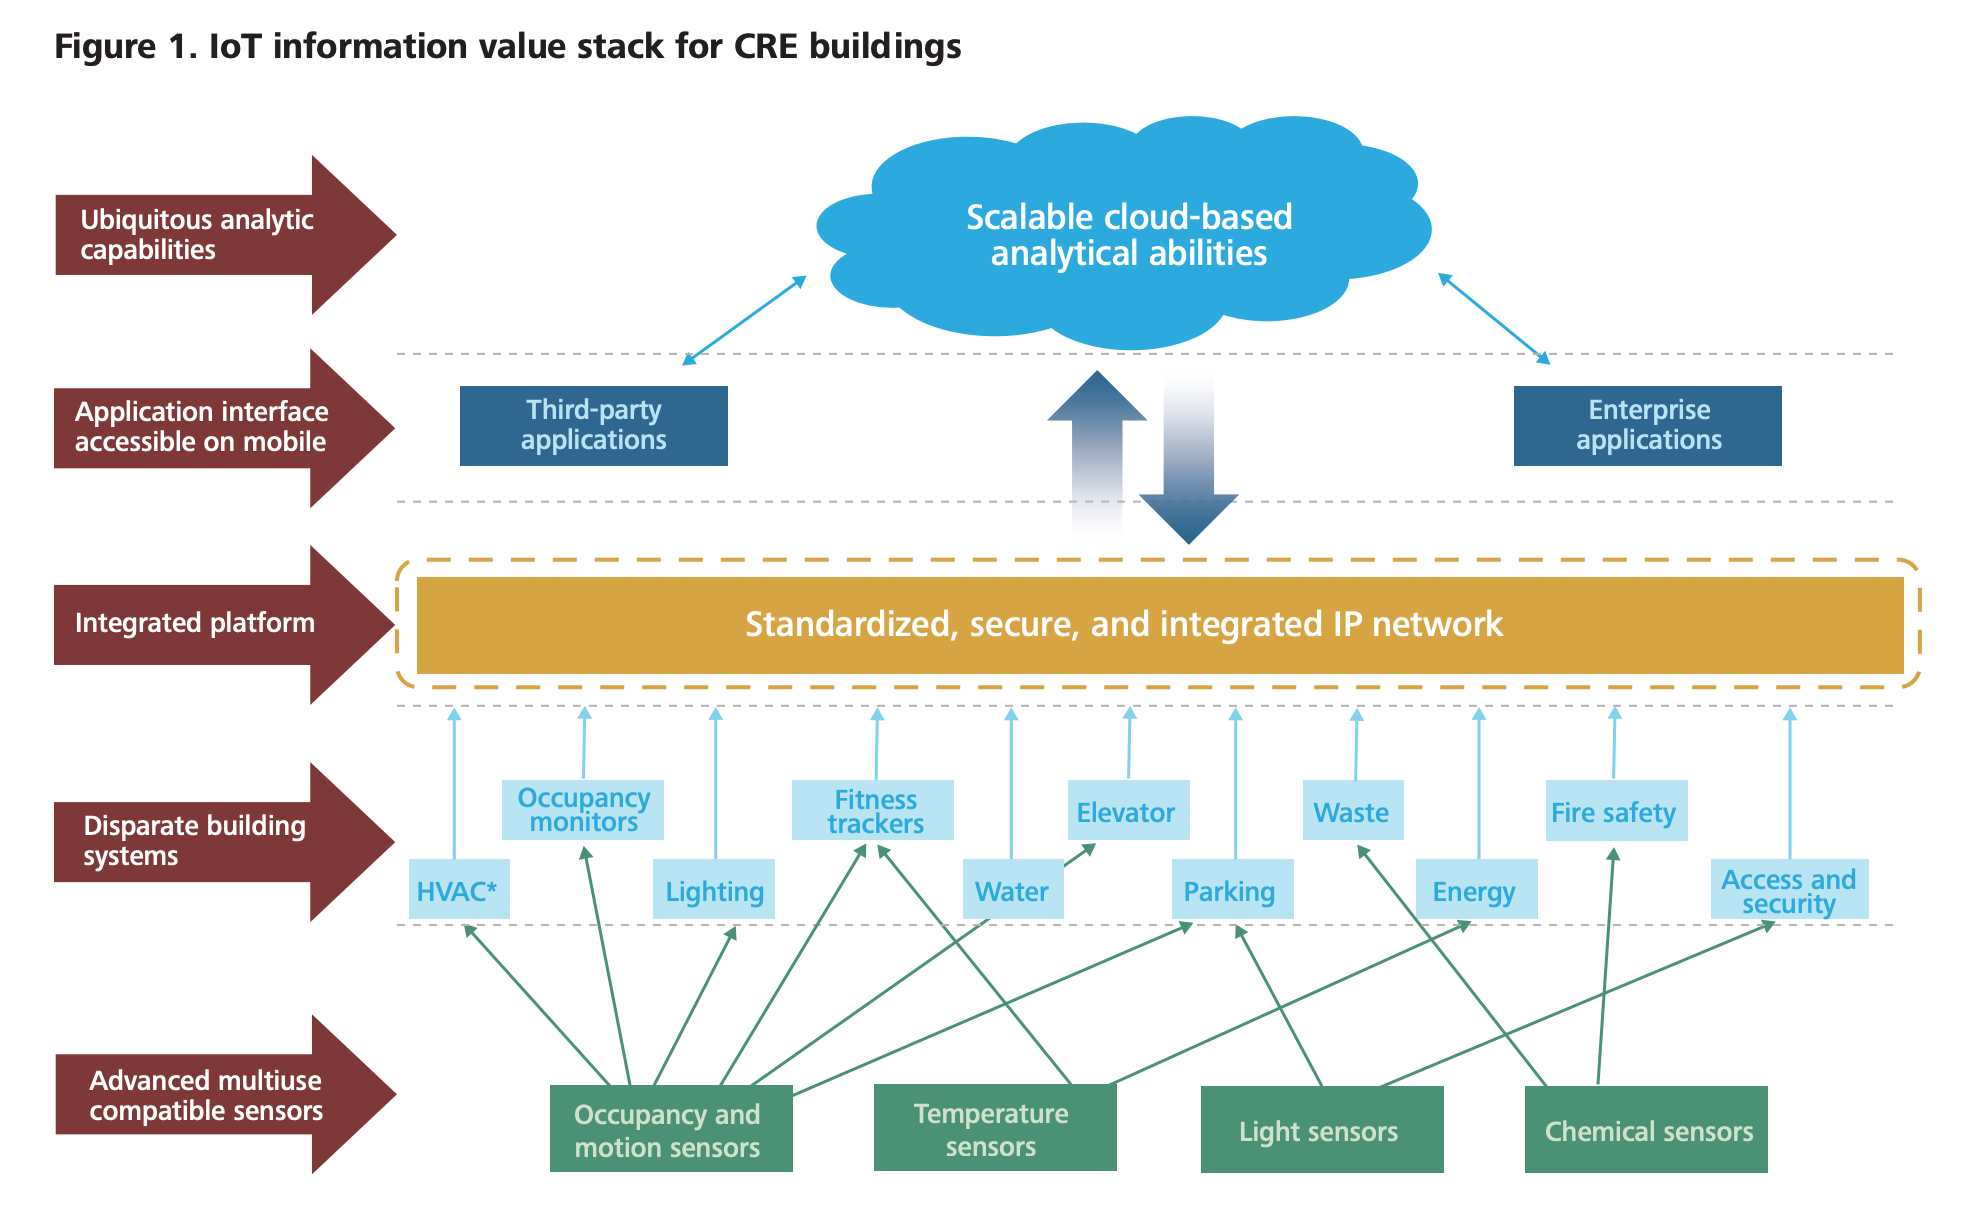 Figure 1. IoT information value stack for CRE buildings
Ubiquitous analytic
capabilities
Scalable cloud-based
analytical abilities
Application interface
accessible on mobile
Third-party
applications
Enterprise
applications
Integrated platform
Standardized, secure, and integrated IP network
Disparate building
systems
Occupancy
monitors
Fitness
trackers
Elevator
Waste
Fire safety
HVAC*
Lighting
Water
Parking
Energy
Access and
security
Advanced multiuse
compatible sensors
Occupancy and
motion sensors
Temperature
sensors
Light sensors
Chemical sensors